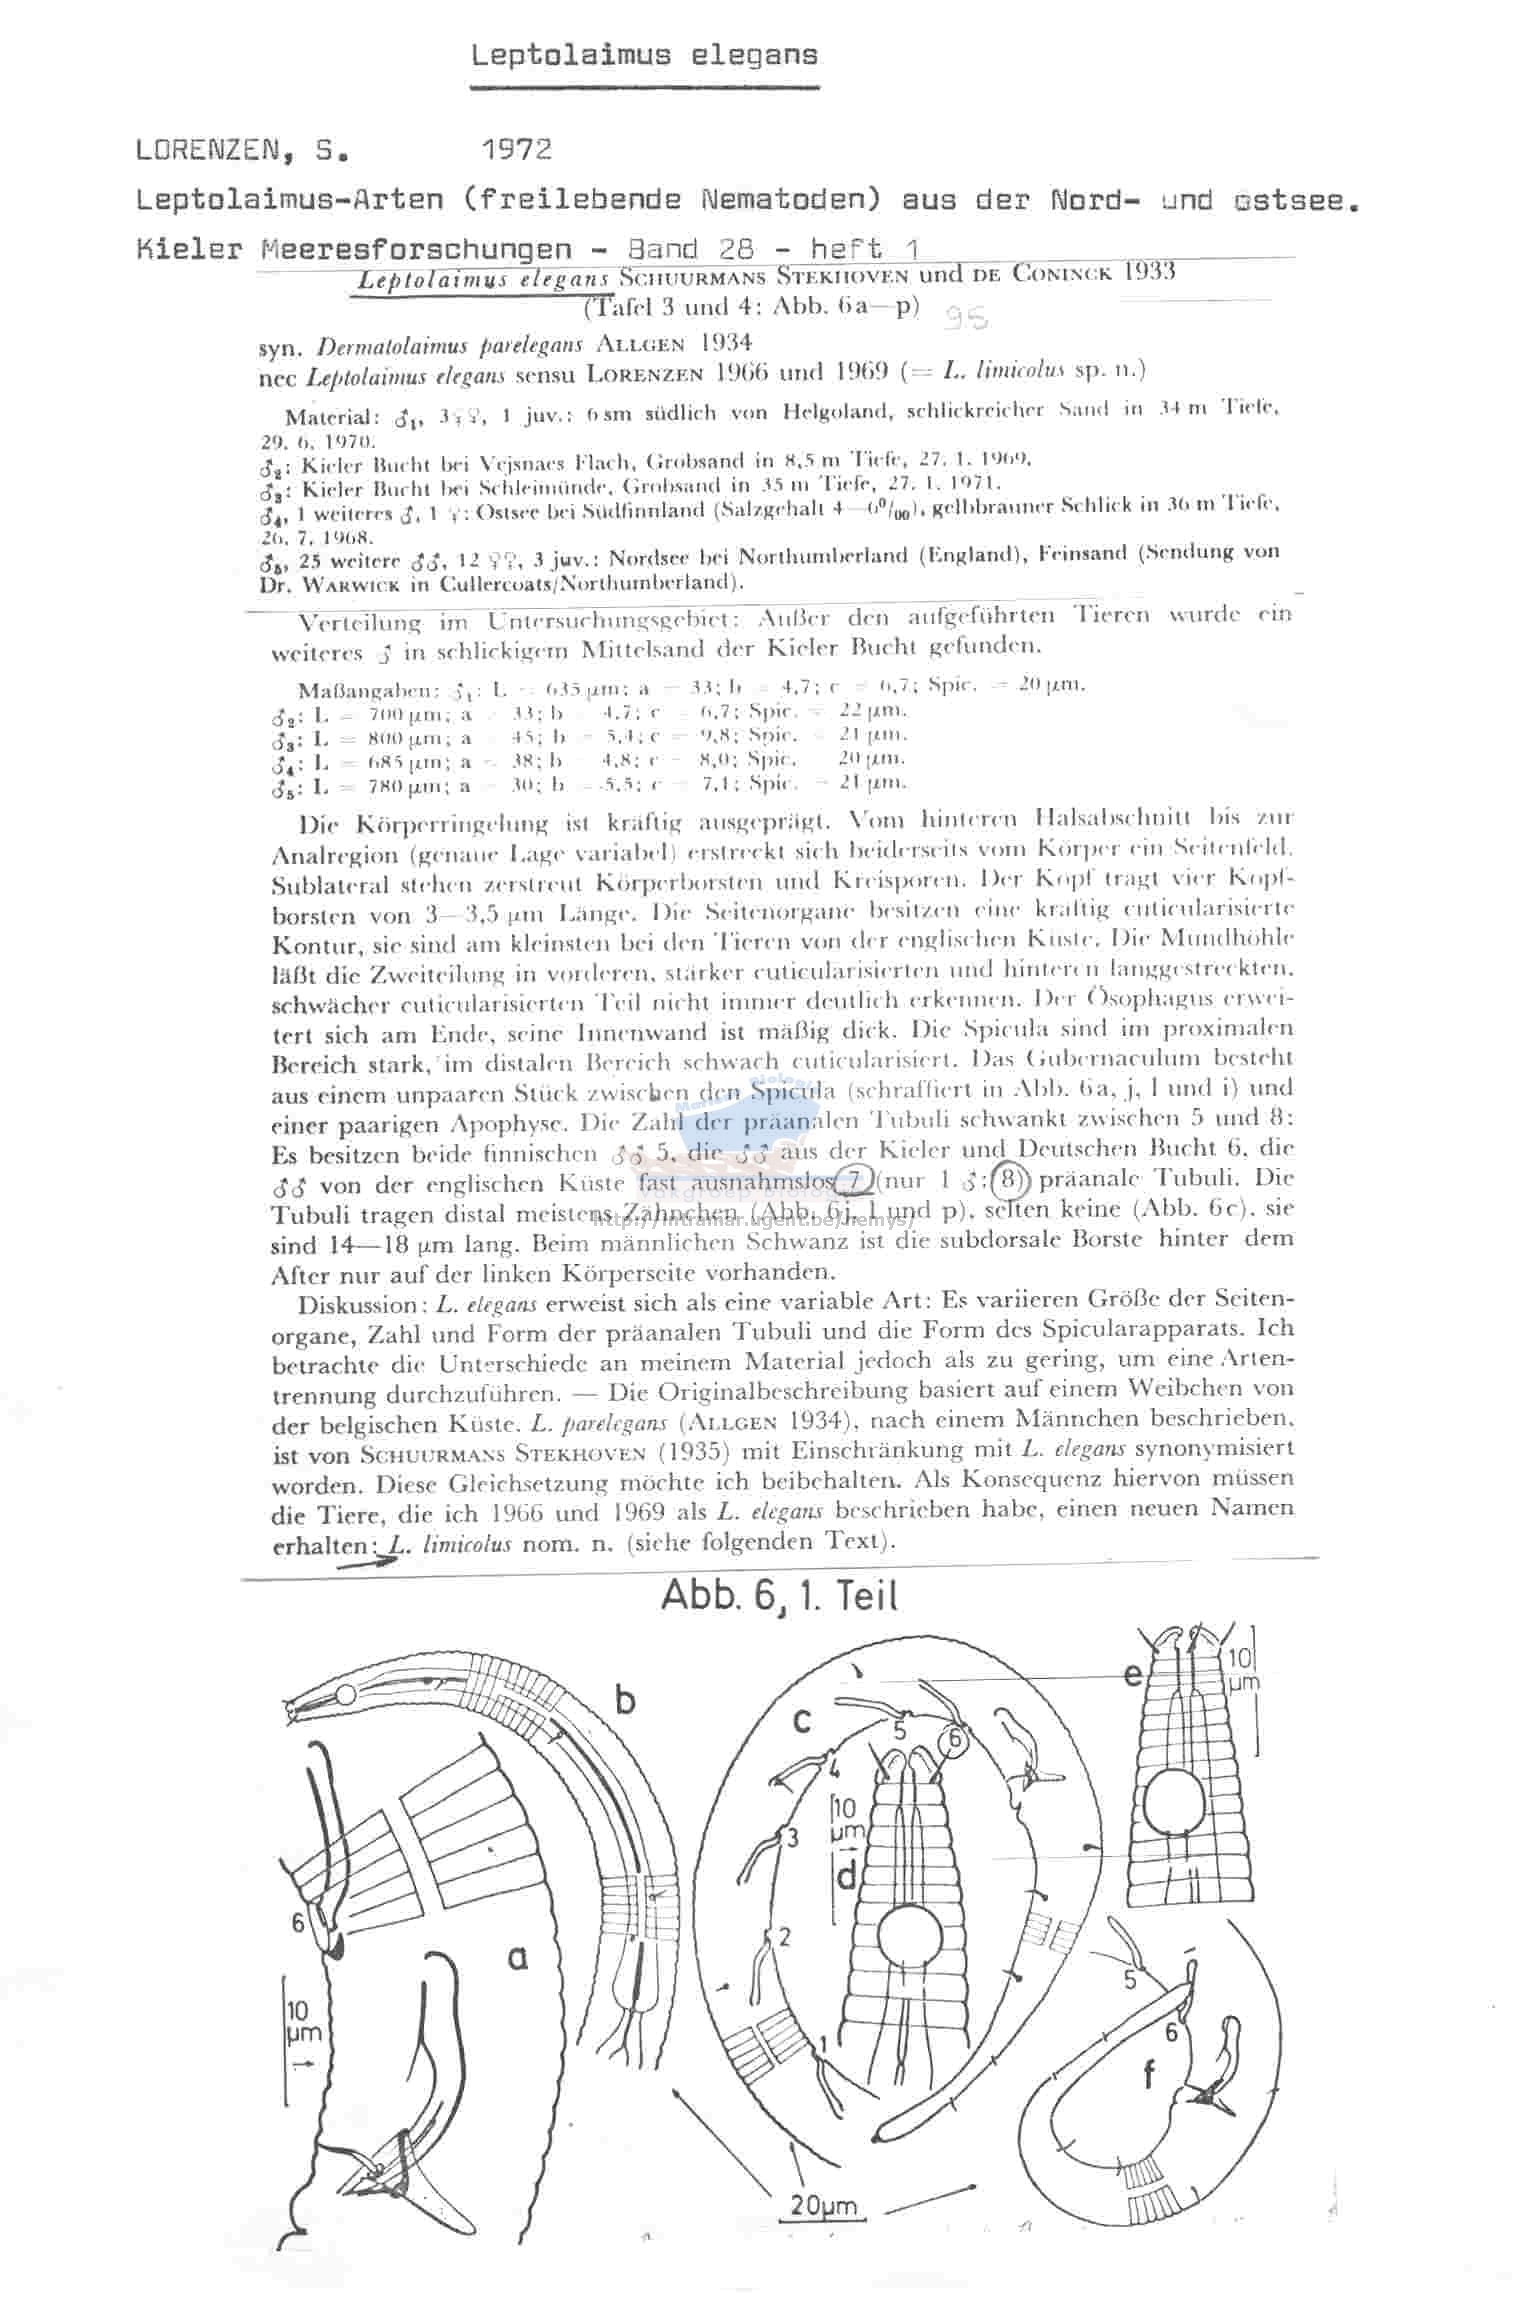 Leptolaimus elegans
LORENZEN, S. 1972
Leptolaimus-Arten (freilebende Nematoden) aus der Nord- und ostsee.
Kieler Meeresforschungen - Band 28 - heft 1
Leptolaimus elegans SCHUURMANS STEKHOVEN und DE CONINCK 1933
(Tafel 3 und 4: Abb. 6a—p) 95
syn. Dermatolaimus parelegans ALLGEN 1934
nec Leptolaimus elegans sensu LORENZEN 1966 und 1969 (= L. limicolus sp. n.)
Material: ♂1, 3♀♀, 1 juv.: 6 sm südlich von Helgoland, schlickreicher Sand in 34 m Tiefe,
29. 6. 1970.
♂2: Kieler Bucht bei Vejsnaes Flach, Grobsand in 8,5 m Tiefe, 27. 1. 1969.
♂3: Kieler Bucht bei Schleimünde, Grobsand in 35 m Tiefe, 27. 1. 1971.
♂4, 1 weiteres ♂, 1 ♀: Ostsee bei Südfinnland (Salzgehalt 4—6⁰/₀₀), gelbbrauner Schlick in 36 m Tiefe,
26. 7. 1968.
♂5, 25 weitere ♂♂, 12 ♀♀, 3 juv.: Nordsee bei Northumberland (England), Feinsand (Sendung von
Dr. WARWICK in Cullercoats/Northumberland).
Verteilung im Untersuchungsgebiet: Außer den aufgeführten Tieren wurde ein
weiteres ♂ in schlickigem Mittelsand der Kieler Bucht gefunden.
Maßangaben: ♂1: L = 635 µm; a = 33; b = 4,7; c = 6,7; Spic. = 20 µm.
♂2: L = 700 µm; a = 33; b = 4,7; c = 6,7; Spic. = 22 µm.
♂3: L = 800 µm; a = 45; b = 5,4; c = 9,8; Spic. = 21 µm.
♂4: L = 685 µm; a = 38; b = 4,8; c = 8,0; Spic. = 20 µm.
♂5: L = 780 µm; a = 30; b = 5,5; c = 7,1; Spic. = 21 µm.
Die Körperringelung ist kräftig ausgeprägt. Vom hinteren Halsabschnitt bis zur
Analregion (genaue Lage variabel) erstreckt sich beiderseits vom Körper ein Seitenfeld.
Sublateral stehen zerstreut Körperborsten und Kreisporen. Der Kopf trägt vier Kopf-
borsten von 3—3,5 µm Länge. Die Seitenorgane besitzen eine kräftig cuticularisierte
Kontur, sie sind am kleinsten bei den Tieren von der englischen Küste. Die Mundhöhle
läßt die Zweiteilung in vorderen, stärker cuticularisierten und hinteren langgestreckten,
schwächer cuticularisierten Teil nicht immer deutlich erkennen. Der Ösophagus erwei-
tert sich am Ende, seine Innenwand ist mäßig dick. Die Spicula sind im proximalen
Bereich stark, im distalen Bereich schwach cuticularisiert. Das Gubernaculum besteht
aus einem unpaaren Stück zwischen den Spicula (schraffiert in Abb. 6a, j, l und i) und
einer paarigen Apophyse. Die Zahl der präanalen Tubuli schwankt zwischen 5 und 8:
Es besitzen beide finnischen ♂♂ 5, die ♂♂ aus der Kieler und Deutschen Bucht 6, die
♂♂ von der englischen Küste fast ausnahmslos 7 (nur 1 ♂: 8) präanale Tubuli. Die
Tubuli tragen distal meistens Zähnchen (Abb. 6j, l und p), selten keine (Abb. 6c), sie
sind 14—18 µm lang. Beim männlichen Schwanz ist die subdorsale Borste hinter dem
After nur auf der linken Körperseite vorhanden.
Diskussion: L. elegans erweist sich als eine variable Art: Es variieren Größe der Seiten-
organe, Zahl und Form der präanalen Tubuli und die Form des Spicularapparats. Ich
betrachte die Unterschiede an meinem Material jedoch als zu gering, um eine Arten-
trennung durchzuführen. — Die Originalbeschreibung basiert auf einem Weibchen von
der belgischen Küste. L. parelegans (ALLGEN 1934), nach einem Männchen beschrieben,
ist von SCHUURMANS STEKHOVEN (1935) mit Einschränkung mit L. elegans synonymisiert
worden. Diese Gleichsetzung möchte ich beibehalten. Als Konsequenz hiervon müssen
die Tiere, die ich 1966 und 1969 als L. elegans beschrieben habe, einen neuen Namen
erhalten: L. limicolus nom. n. (siehe folgenden Text).
Marine Biologie
vakgroep biologie
http://intramar.ugent.be/nemys/
Abb. 6, 1. Teil
b
c
5
6
4
3
2
1
10
µm
d
e
10
µm
6
a
10
µm
5
6
f
20µm